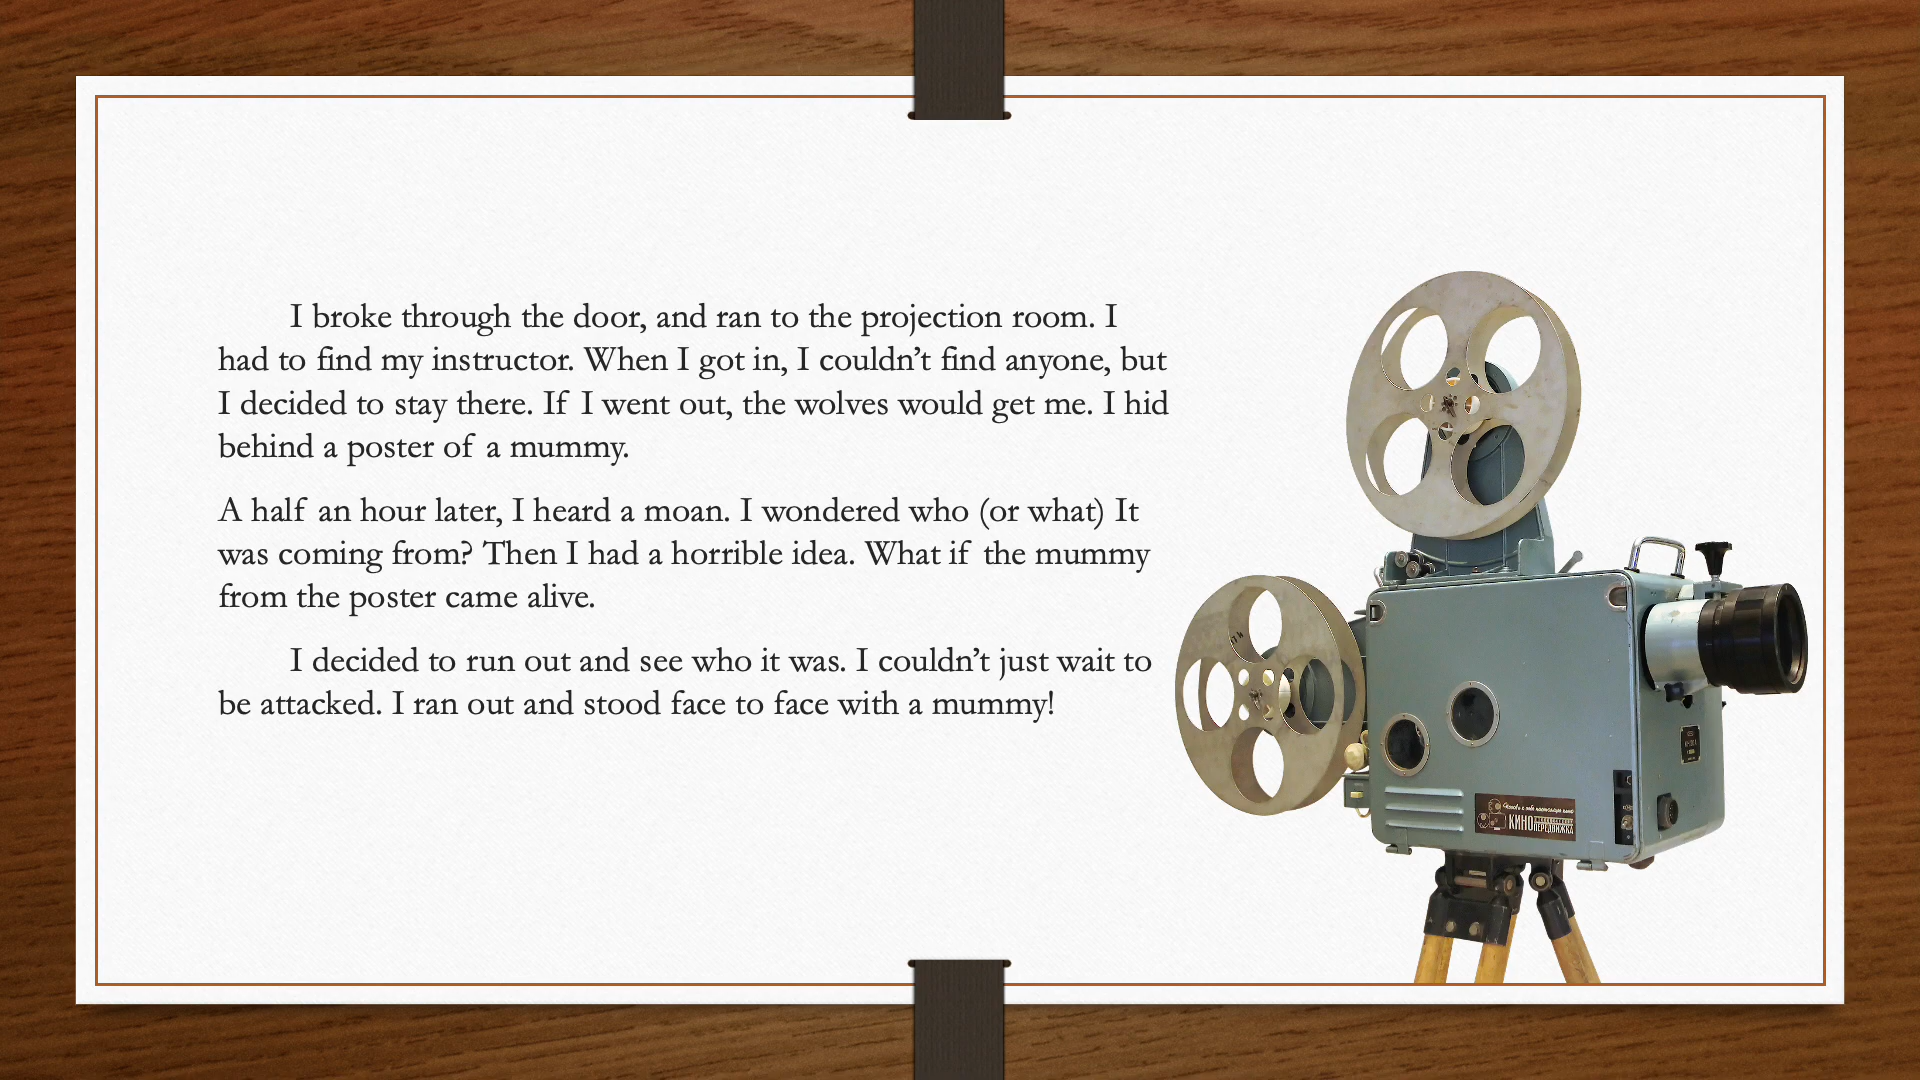 I broke through the door, and ran to the projection room. I
had to find my instructor. When I got in, I couldn’t find anyone, but
I decided to stay there. If I went out, the wolves would get me. I hid
behind a poster of a mummy.
A half an hour later, I heard a moan. I wondered who (or what) It
was coming from? Then I had a horrible idea. What if the mummy
from the poster came alive.
I decided to run out and see who it was. I couldn’t just wait to
be attacked. I ran out and stood face to face with a mummy!
КИНО
ПЕРЕДВИЖКА